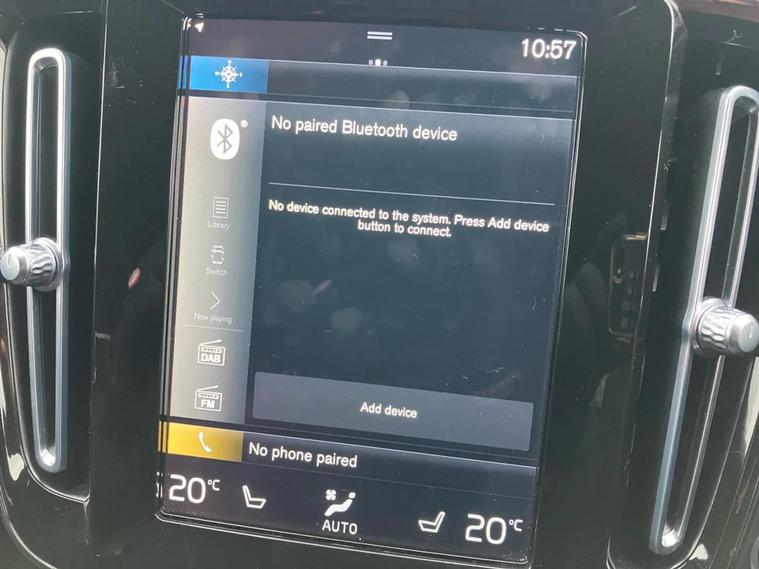 10:57
No paired Bluetooth device
No device connected to the system. Press Add device
button to connect.
Library
Switch
Now playing
DAB
FM
Add device
No phone paired
20°C
AUTO
20°C